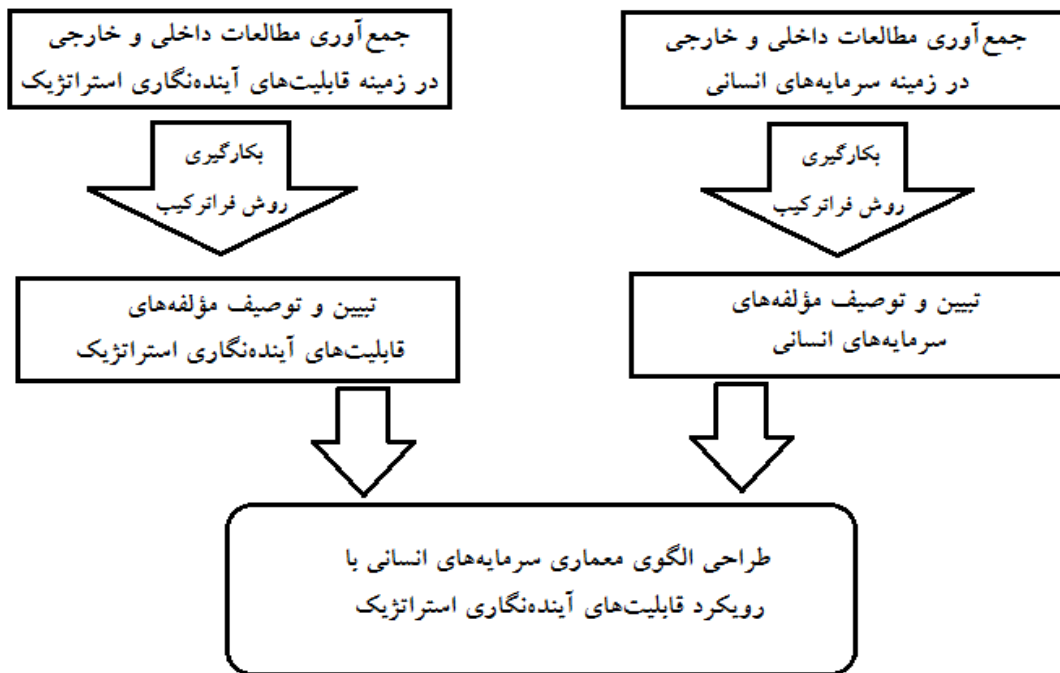 جمع‌آوری مطالعات داخلی و خارجی
در زمینه سرمایه‌های انسانی
جمع‌آوری مطالعات داخلی و خارجی
در زمینه قابلیت‌های آینده‌نگاری استراتژیک
بکارگیری
روش فراترکیب
بکارگیری
روش فراترکیب
تبیین و توصیف مؤلفه‌های
سرمایه‌های انسانی
تبیین و توصیف مؤلفه‌های
قابلیت‌های آینده‌نگاری استراتژیک
طراحی الگوی معماری سرمایه‌های انسانی با
رویکرد قابلیت‌های آینده‌نگاری استراتژیک